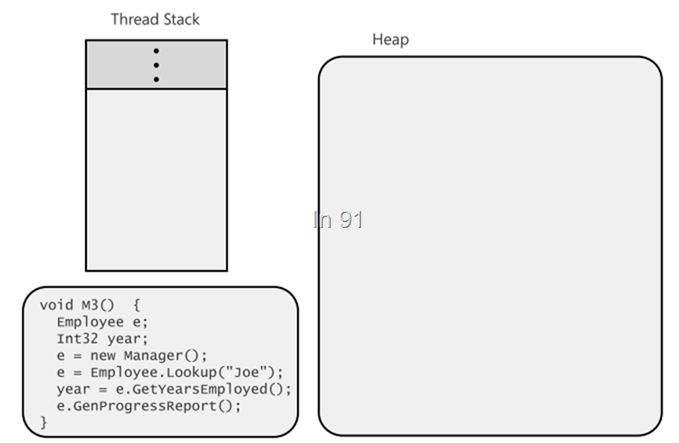 Thread Stack
Heap
In 91
void M3()  {
  Employee e;
  Int32 year;
  e = new Manager();
  e = Employee.Lookup("Joe");
  year = e.GetYearsEmployed();
  e.GenProgressReport();
}